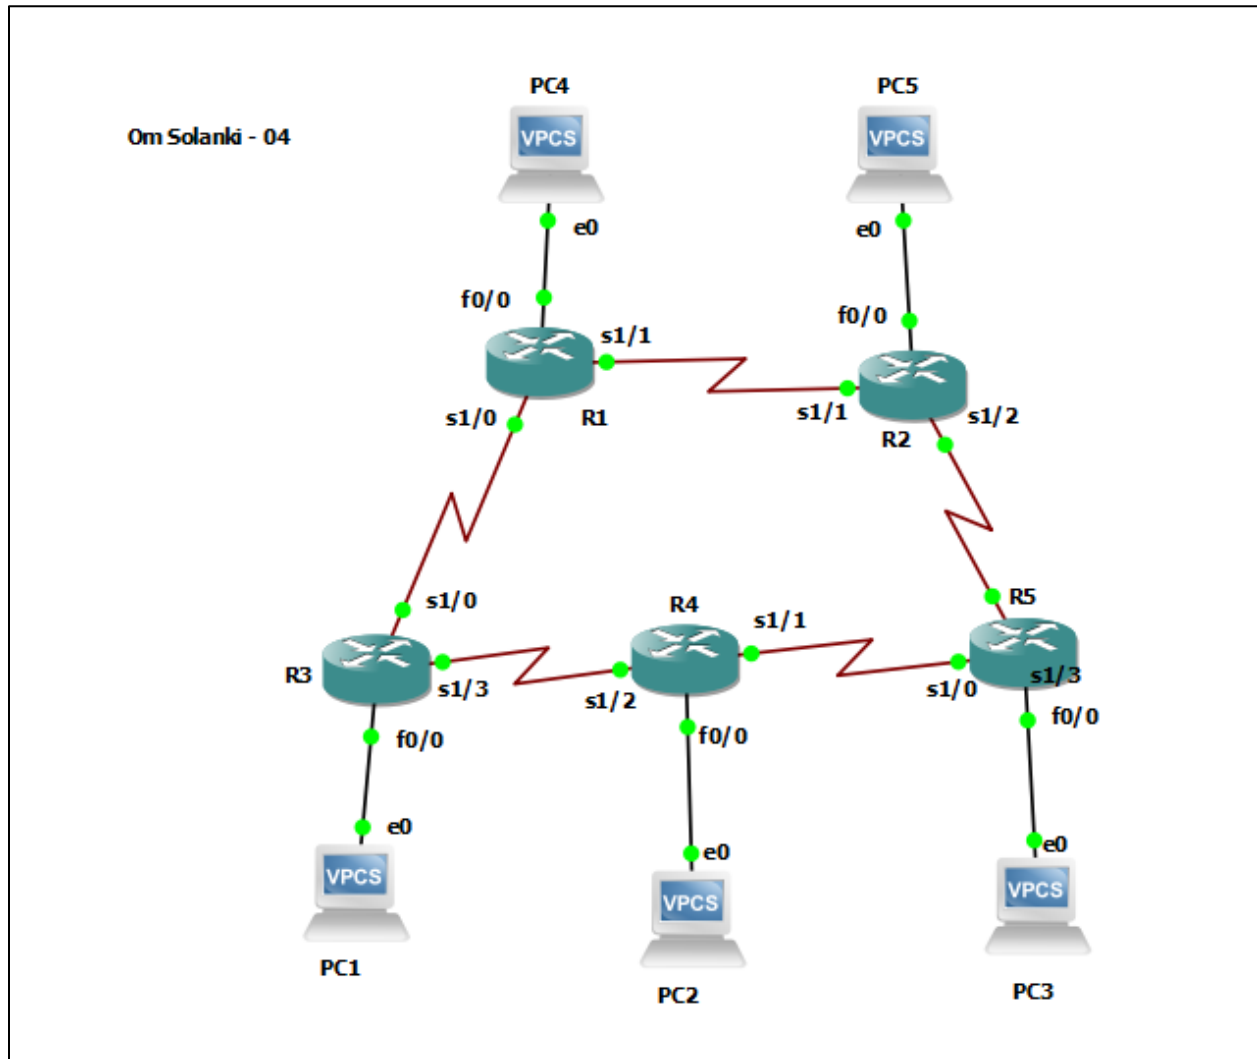 PC4
PC5
Om Solanki - 04
VPCS
VPCS
e0
e0
f0/0
f0/0
s1/1
s1/1
s1/0
R1
R2
s1/2
s1/0
R4
R5
s1/1
R3
s1/3
s1/2
s1/0
s1/3
f0/0
f0/0
f0/0
e0
e0
e0
VPCS
VPCS
VPCS
PC1
PC2
PC3